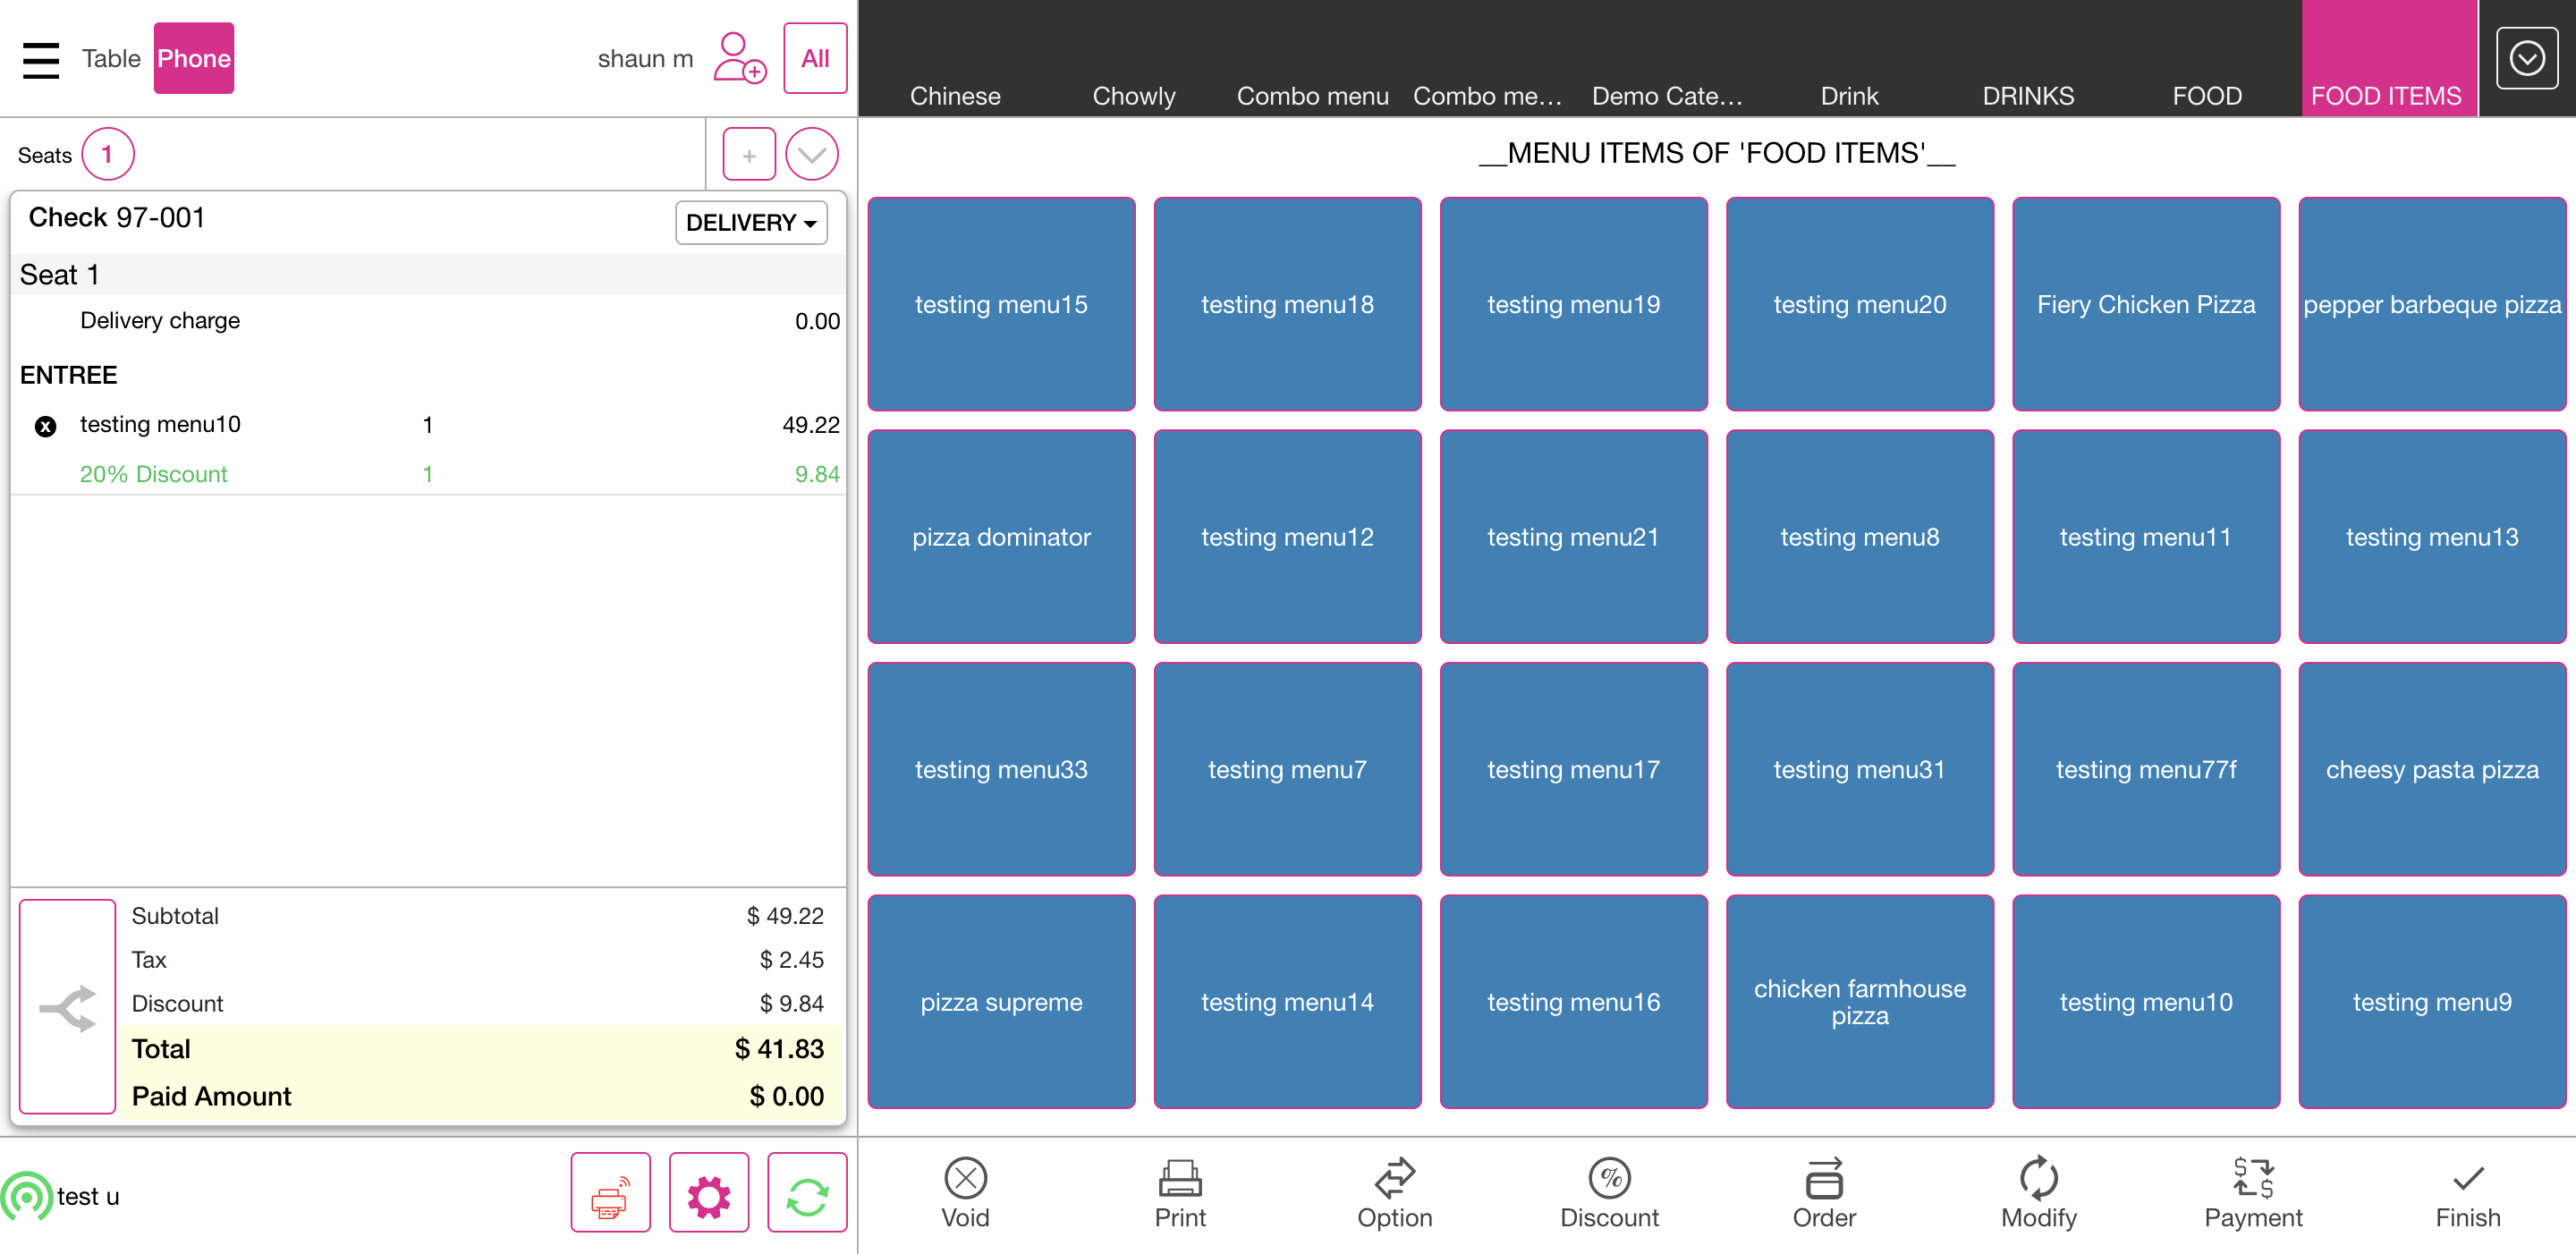 Table Phone shaun m All
Seats 1 +
Check 97-001 DELIVERY
Seat 1
Delivery charge 0.00
ENTREE
x testing menu10 1 49.22
20% Discount 1 9.84
Subtotal $ 49.22
Tax $ 2.45
Discount $ 9.84
Total $ 41.83
Paid Amount $ 0.00
test u
Chinese Chowly Combo menu Combo me... Demo Cate... Drink DRINKS FOOD FOOD ITEMS
__MENU ITEMS OF 'FOOD ITEMS'__
testing menu15 testing menu18 testing menu19 testing menu20 Fiery Chicken Pizza pepper barbeque pizza
pizza dominator testing menu12 testing menu21 testing menu8 testing menu11 testing menu13
testing menu33 testing menu7 testing menu17 testing menu31 testing menu77f cheesy pasta pizza
pizza supreme testing menu14 testing menu16 chicken farmhouse pizza testing menu10 testing menu9
Void Print Option Discount Order Modify Payment Finish